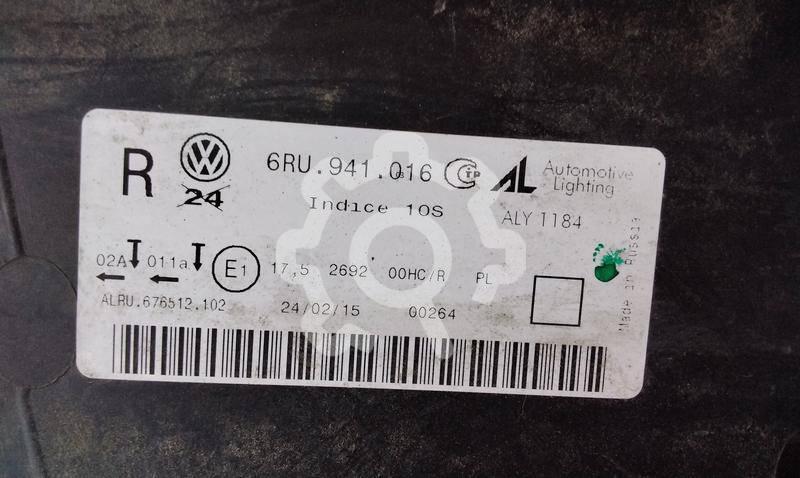 R
24
6RU.941.016
AL Automotive
Lighting
Indice 10S
ALY 1184
02A 011a E1 17,5 2692 00HC/R PL
ALRU.676512.102
24/02/15
00264
Made in Russia